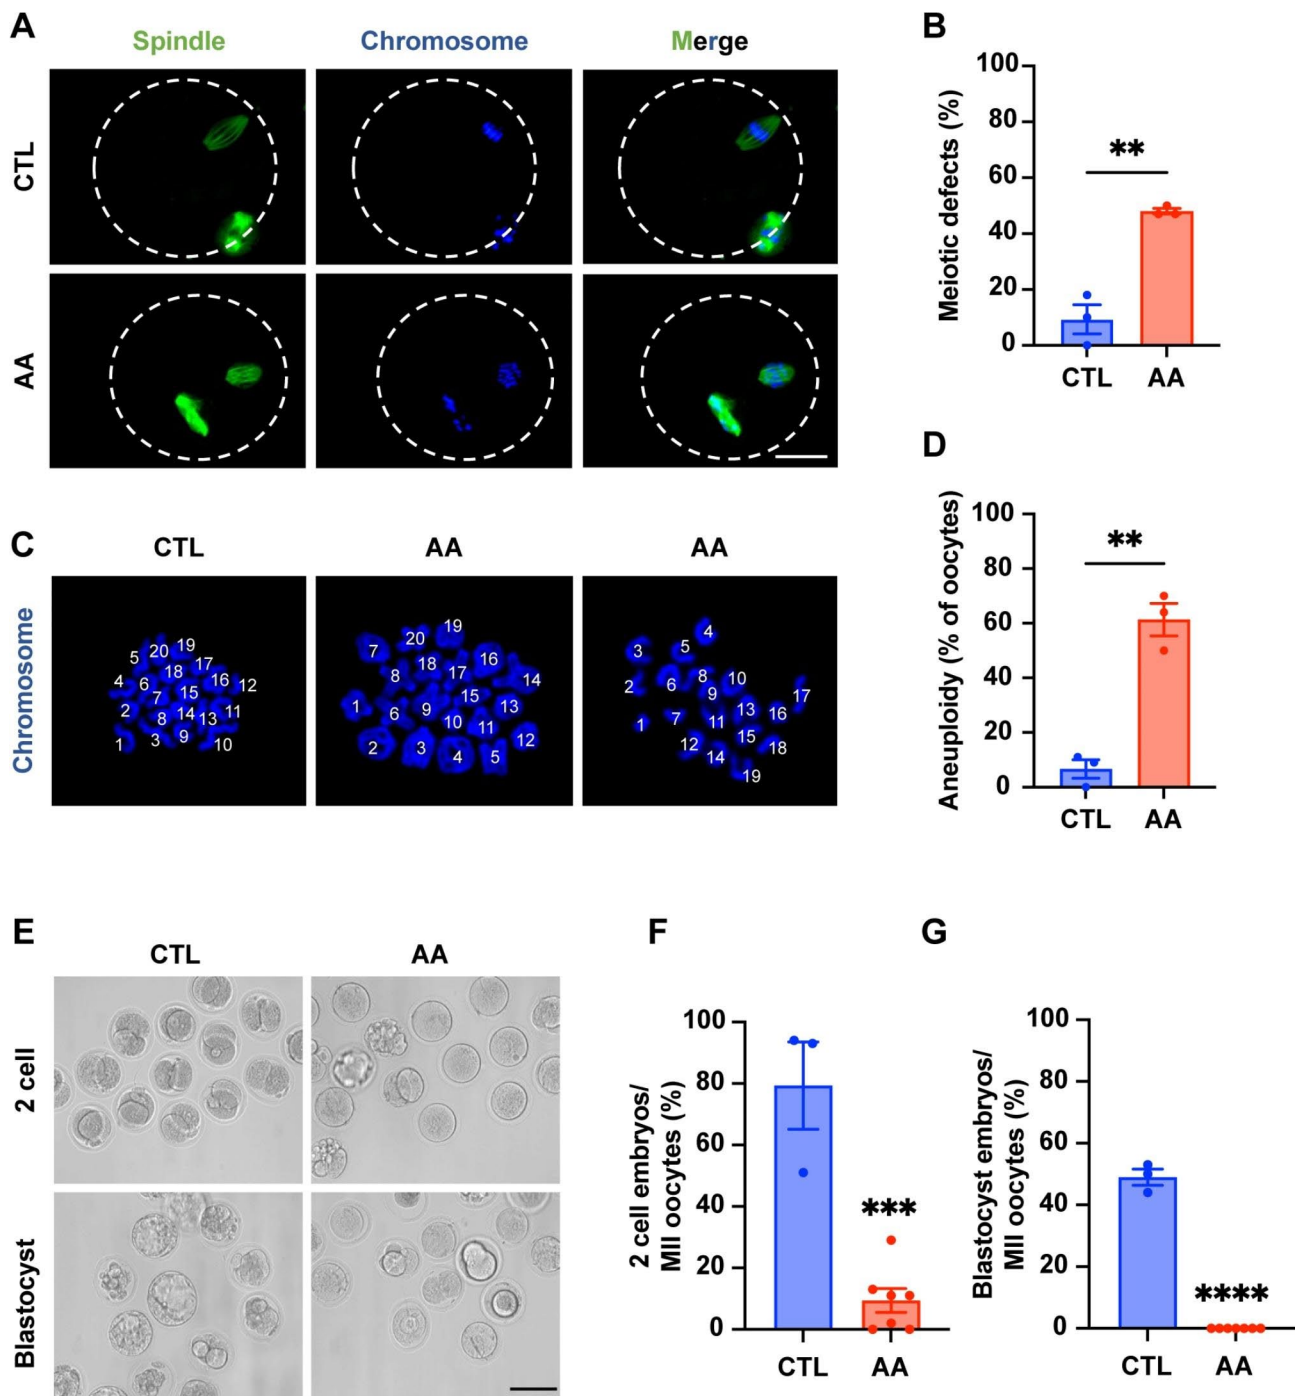 A
Spindle
Chromosome
Merge
CTL
AA
B
Meiotic defects (%)
100
80
60
40
20
0
**
CTL
AA
C
CTL
AA
AA
Chromosome
19
20
5
18
17
4
6
16
12
15
7
2
8
14
13
11
1
3
9
10
19
20
7
18
16
8
17
14
1
15
6
9
13
10
11
2
3
12
4
5
4
3
5
2
6
8
10
9
17
1
7
11
13
16
12
15
18
14
19
D
Aneuploidy (% of oocytes)
100
80
60
40
20
0
**
CTL
AA
E
CTL
AA
2 cell
Blastocyst
F
2 cell embryos/
MII oocytes (%)
100
80
60
40
20
0
***
CTL
AA
G
Blastocyst embryos/
MII oocytes (%)
100
80
60
40
20
0
****
CTL
AA